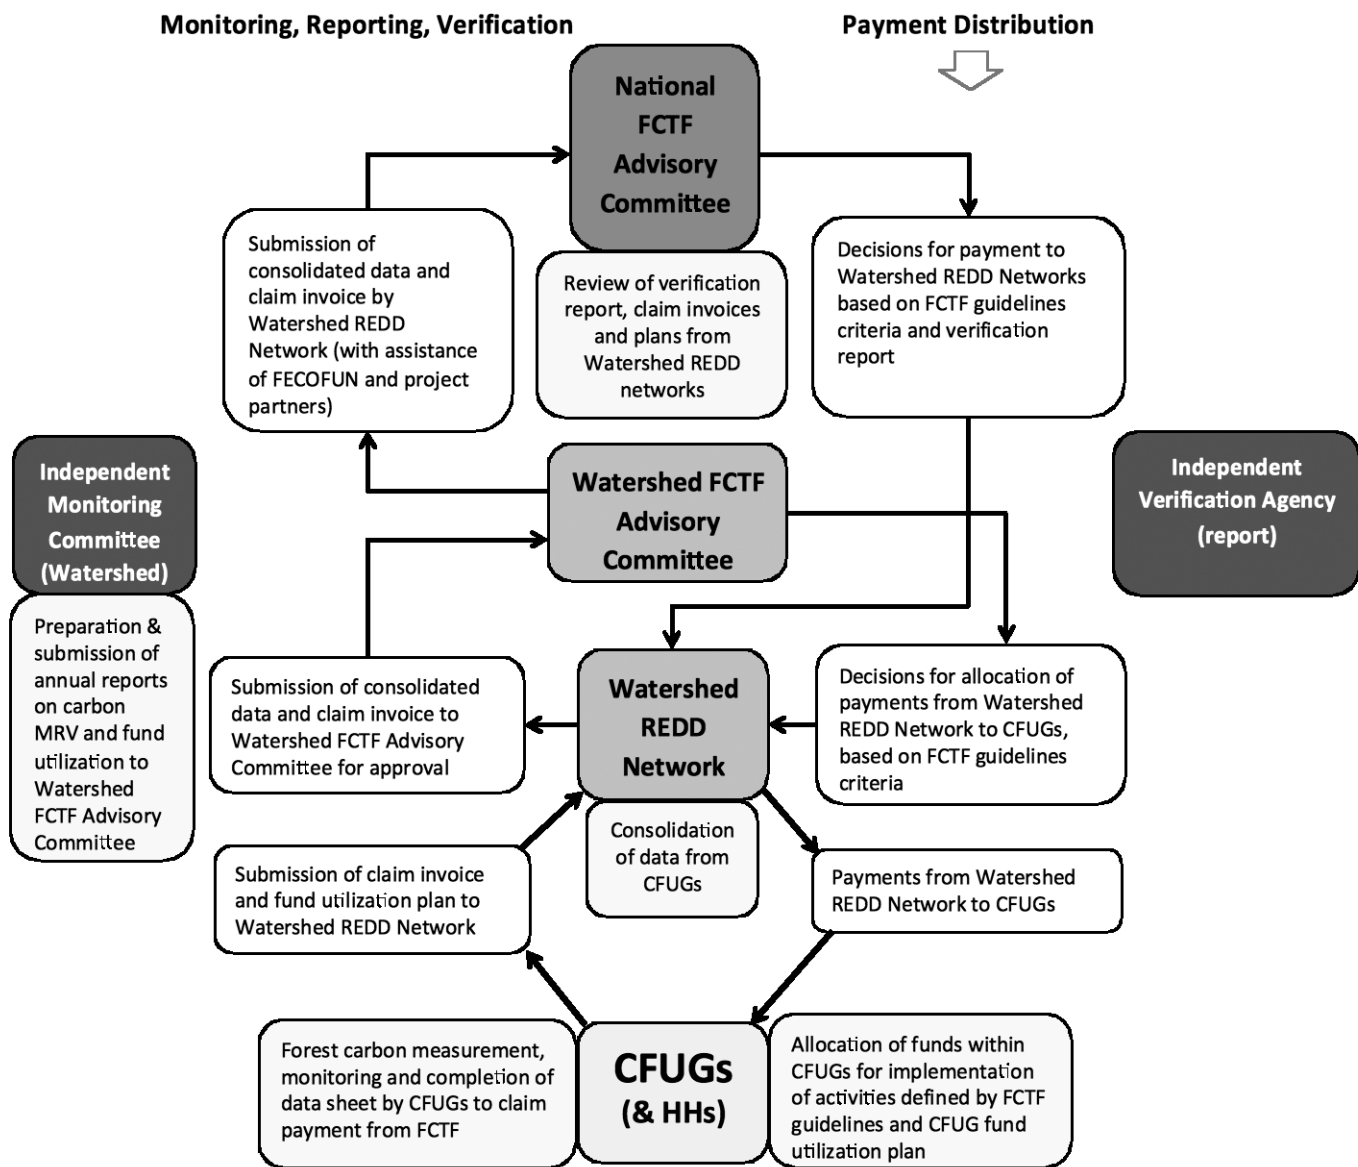 Monitoring, Reporting, Verification
Payment Distribution
National
FCTF
Advisory
Committee
Submission of
consolidated data and
claim invoice by
Watershed REDD
Network (with assistance
of FECOFUN and project
partners)
Review of verification
report, claim invoices
and plans from
Watershed REDD
networks
Decisions for payment to
Watershed REDD Networks
based on FCTF guidelines
criteria and verification
report
Independent
Monitoring
Committee
(Watershed)
Watershed FCTF
Advisory
Committee
Independent
Verification Agency
(report)
Preparation &
submission of
annual reports
on carbon
MRV and fund
utilization to
Watershed
FCTF Advisory
Committee
Submission of consolidated
data and claim invoice to
Watershed FCTF Advisory
Committee for approval
Watershed
REDD
Network
Decisions for allocation of
payments from Watershed
REDD Network to CFUGs,
based on FCTF guidelines
criteria
Consolidation
of data from
CFUGs
Submission of claim invoice
and fund utilization plan to
Watershed REDD Network
Payments from Watershed
REDD Network to CFUGs
Forest carbon measurement,
monitoring and completion of
data sheet by CFUGs to claim
payment from FCTF
CFUGs
(& HHs)
Allocation of funds within
CFUGs for implementation
of activities defined by FCTF
guidelines and CFUG fund
utilization plan